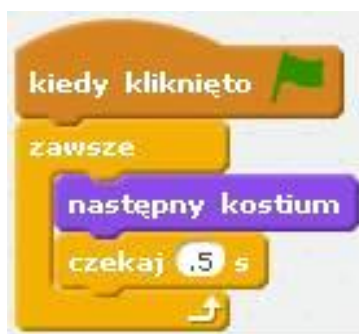 kiedy kliknięto
zawsze
następny kostium
czekaj .5 s